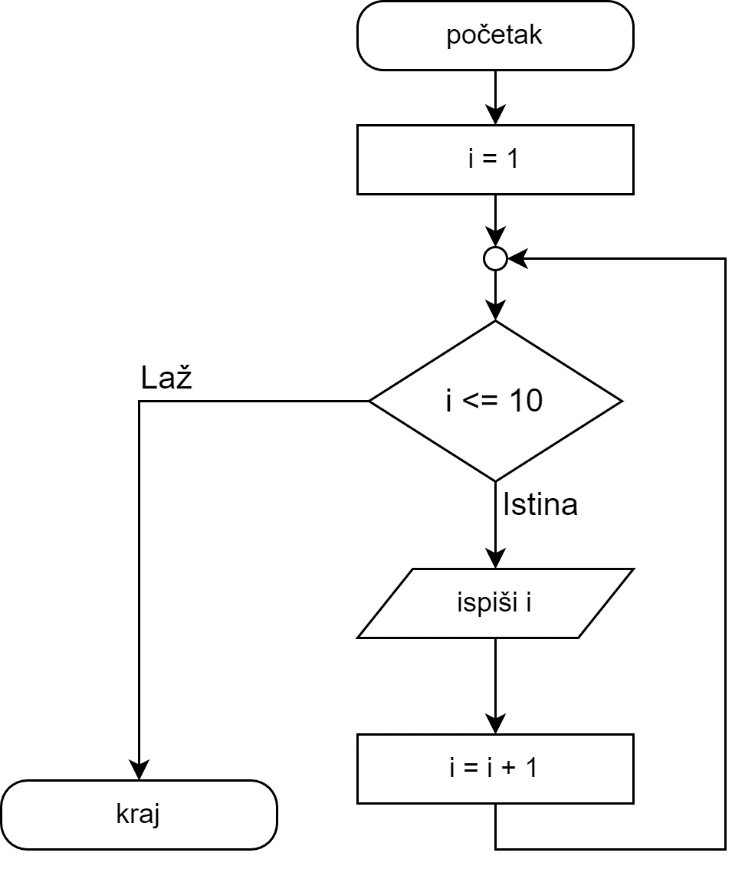 početak
i = 1
i <= 10
Laž
Istina
ispiši i
i = i + 1
kraj